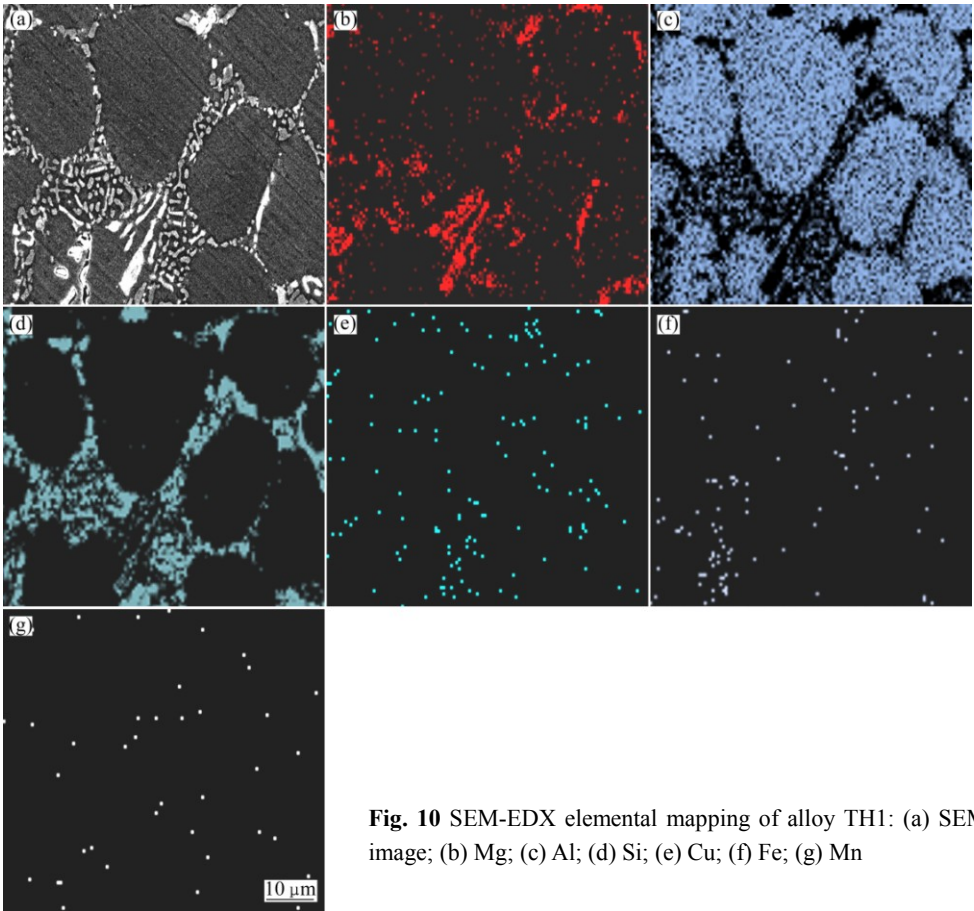 (a)
(b)
(c)
(d)
(e)
(f)
(g)
10 μm
Fig. 10 SEM-EDX elemental mapping of alloy TH1: (a) SEM
image; (b) Mg; (c) Al; (d) Si; (e) Cu; (f) Fe; (g) Mn